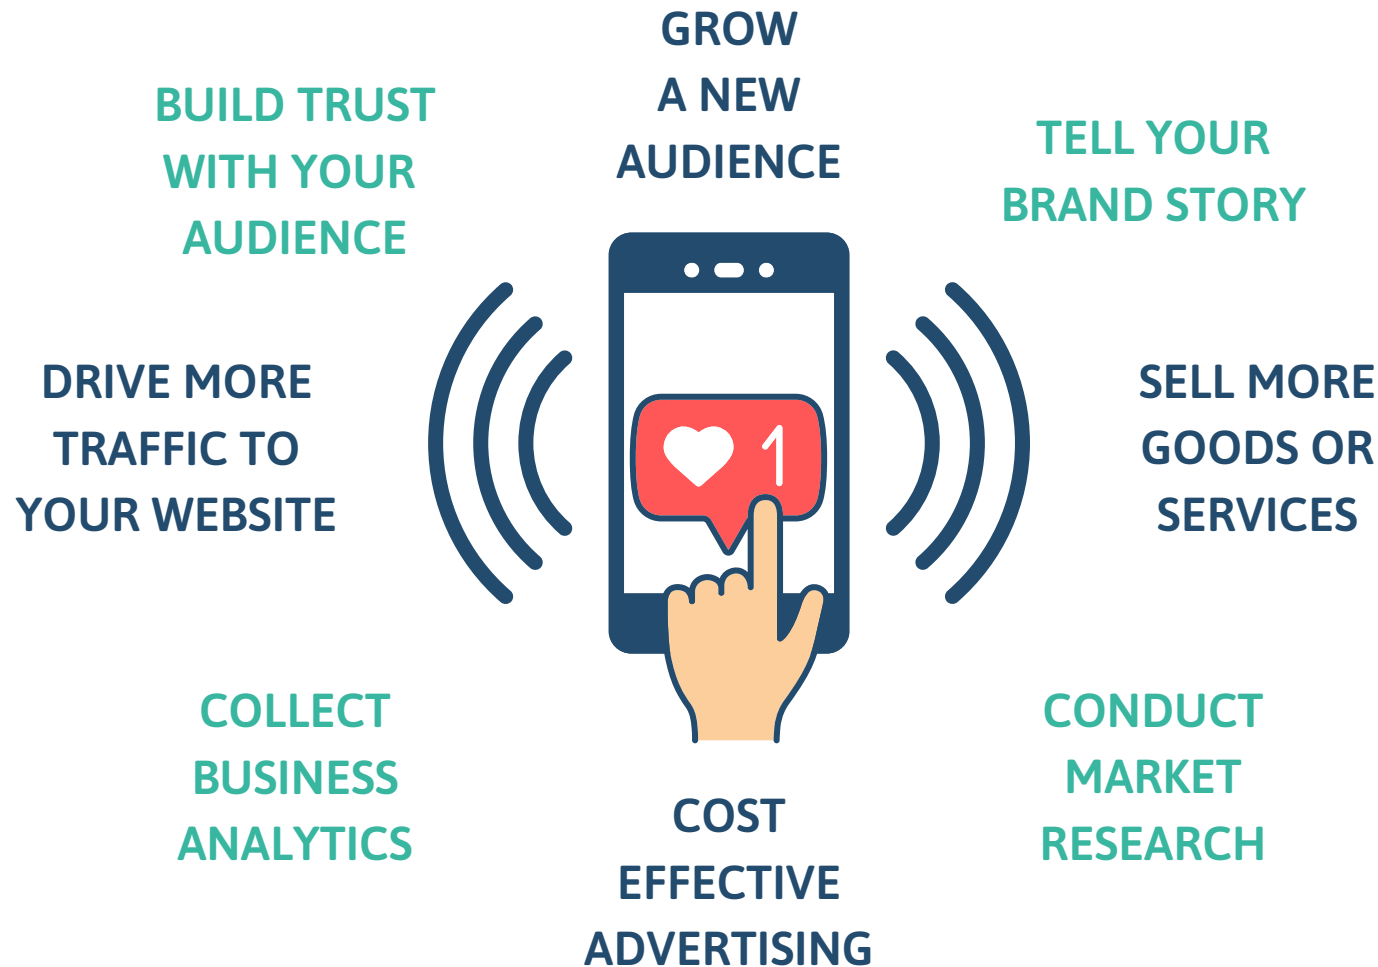 GROW
A NEW
AUDIENCE
BUILD TRUST
WITH YOUR
AUDIENCE
TELL YOUR
BRAND STORY
DRIVE MORE
TRAFFIC TO
YOUR WEBSITE
1
SELL MORE
GOODS OR
SERVICES
COLLECT
BUSINESS
ANALYTICS
CONDUCT
MARKET
RESEARCH
COST
EFFECTIVE
ADVERTISING